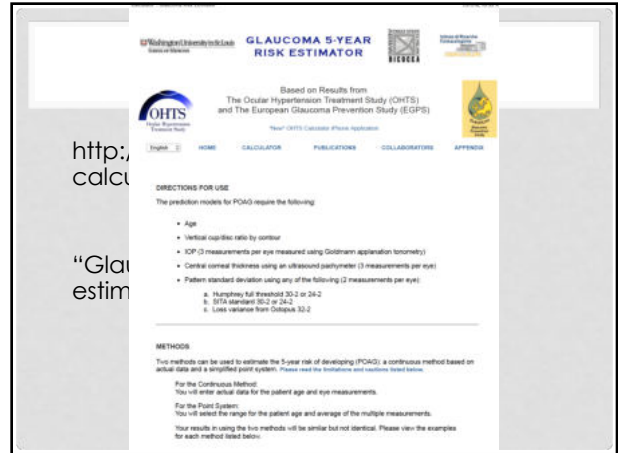 Washington University in St. Louis
School of Medicine
GLAUCOMA 5-YEAR
RISK ESTIMATOR
BICOCCA
OHTS
Ocular Hypertension
Treatment Study
Based on Results from
The Ocular Hypertension Treatment Study (OHTS)
and The European Glaucoma Prevention Study (EGPS)
*New* OHTS Calculator iPhone Application
English
HOME
CALCULATOR
PUBLICATIONS
COLLABORATORS
APPENDIX
http:/
calcu
"Glau
estim
DIRECTIONS FOR USE
The prediction models for POAG require the following:
• Age
• Vertical cup/disc ratio by contour
• IOP (3 measurements per eye measured using Goldmann applanation tonometry)
• Central corneal thickness using an ultrasound pachymeter (3 measurements per eye)
• Pattern standard deviation using any of the following (2 measurements per eye):
a. Humphrey full threshold 30-2 or 24-2
b. SITA standard 30-2 or 24-2
c. Loss variance from Octopus 32-2
METHODS
Two methods can be used to estimate the 5-year risk of developing (POAG): a continuous method based on
actual data and a simplified point system. Please read the limitations and cautions listed below.
For the Continuous Method:
You will enter actual data for the patient age and eye measurements.
For the Point System:
You will select the range for the patient age and average of the multiple measurements.
Your results in using the two methods will be similar but not identical. Please view the examples
for each method listed below.